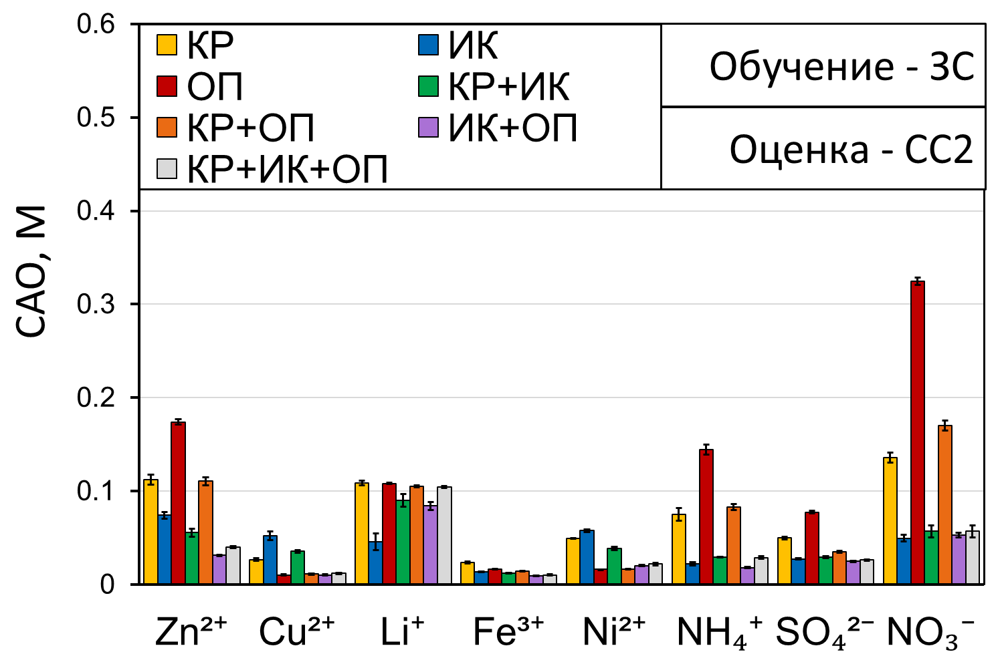 0.6
0.5
0.4
0.3
0.2
0.1
0
САО, М
КР
ИК
ОП
КР+ИК
КР+ОП
ИК+ОП
КР+ИК+ОП
Обучение - ЗС
Оценка - СС2
Zn²⁺ Cu²⁺ Li⁺ Fe³⁺ Ni²⁺ NH₄⁺ SO₄²⁻ NO₃⁻